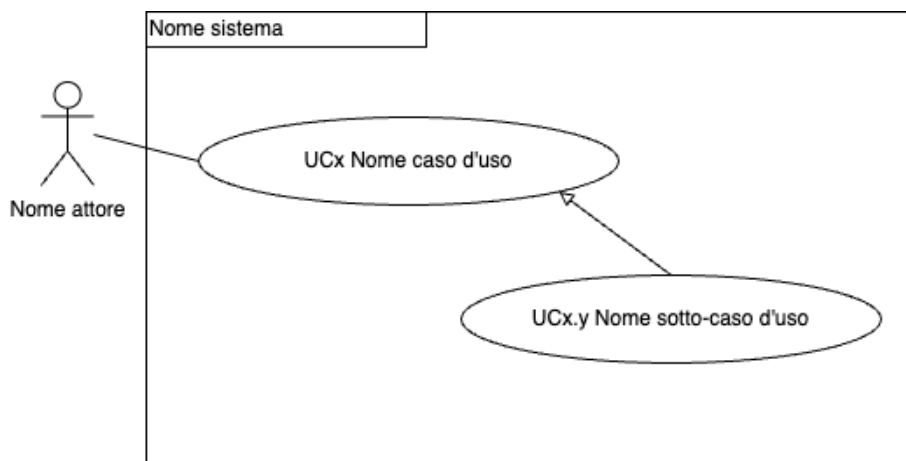 Nome sistema
UCx Nome caso d'uso
Nome attore
UCx.y Nome sotto-caso d'uso